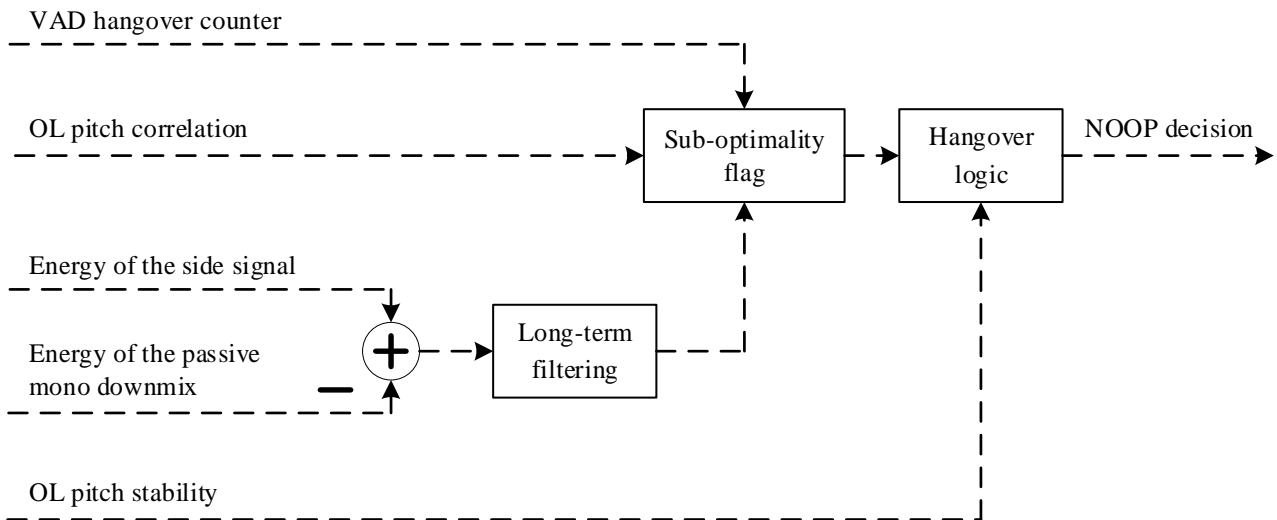 VAD hangover counter
OL pitch correlation
Sub-optimality
flag
Hangover
logic
NOOP decision
Energy of the side signal
Energy of the passive
mono downmix
+
−
Long-term
filtering
OL pitch stability